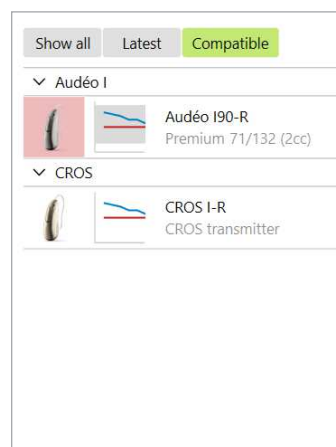 Show all Latest Compatible
Audéo I
Audéo I90-R
Premium 71/132 (2cc)
CROS
CROS I-R
CROS transmitter